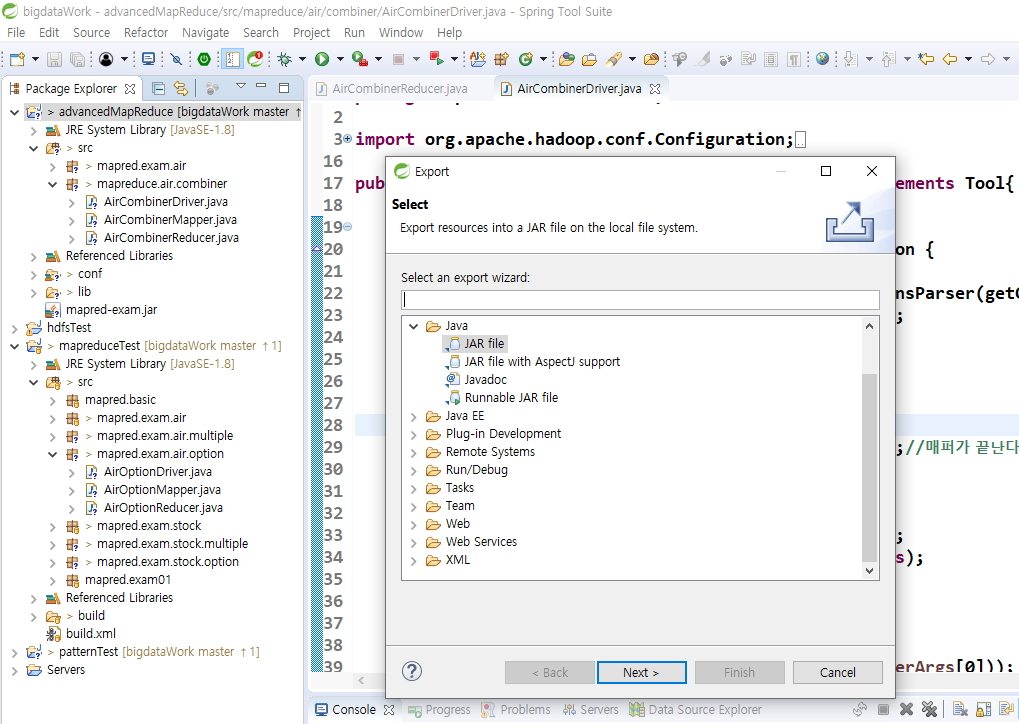 bigdataWork - advancedMapReduce/src/mapreduce/air/combiner/AirCombinerDriver.java - Spring Tool Suite
File Edit Source Refactor Navigate Search Project Run Window Help
Package Explorer
> advancedMapReduce [bigdataWork master ↑
JRE System Library [JavaSE-1.8]
> src
> mapred.exam.air
> mapreduce.air.combiner
AirCombinerDriver.java
AirCombinerMapper.java
AirCombinerReducer.java
Referenced Libraries
> conf
> lib
mapred-exam.jar
hdfsTest
> mapreduceTest [bigdataWork master ↑1]
JRE System Library [JavaSE-1.8]
> src
mapred.basic
> mapred.exam.air
> mapred.exam.air.multiple
> mapred.exam.air.option
AirOptionDriver.java
AirOptionMapper.java
AirOptionReducer.java
> mapred.exam.stock
> mapred.exam.stock.multiple
> mapred.exam.stock.option
mapred.exam01
Referenced Libraries
> build
build.xml
> patternTest [bigdataWork master ↑1]
Servers
AirCombinerReducer.java
AirCombinerDriver.java
2
3 import org.apache.hadoop.conf.Configuration;
16
17 pub ements Tool{
18
19
20 on {
21
22 nsParser(getC
23 ;
24
25
26
27
28
29 ;//매퍼가 끝난다
30
31
32
33 ;
34 s);
35
36
37
38
39 erArgs[0]));
Export
Select
Export resources into a JAR file on the local file system.
Select an export wizard:
Java
JAR file
JAR file with AspectJ support
Javadoc
Runnable JAR file
Java EE
Plug-in Development
Remote Systems
Run/Debug
Tasks
Team
Web
Web Services
XML
< Back Next > Finish Cancel
Console Progress Problems Servers Data Source Explorer